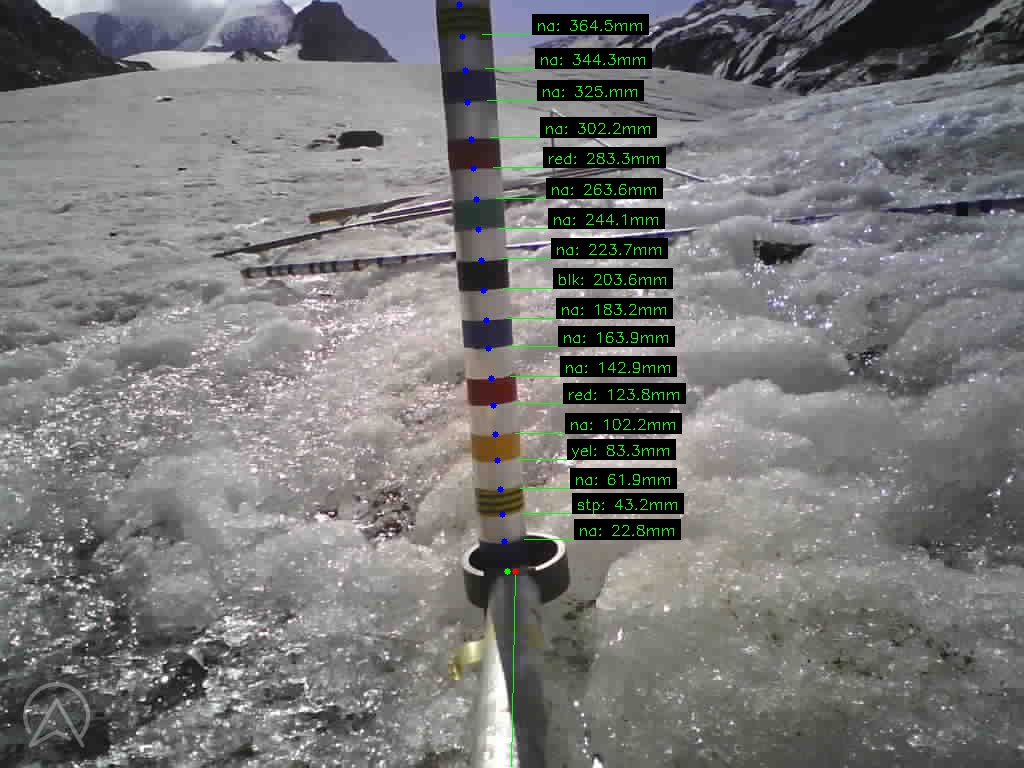 na: 364.5mm
na: 344.3mm
na: 325.mm
na: 302.2mm
red: 283.3mm
na: 263.6mm
na: 244.1mm
na: 223.7mm
blk: 203.6mm
na: 183.2mm
na: 163.9mm
na: 142.9mm
red: 123.8mm
na: 102.2mm
yel: 83.3mm
na: 61.9mm
stp: 43.2mm
na: 22.8mm